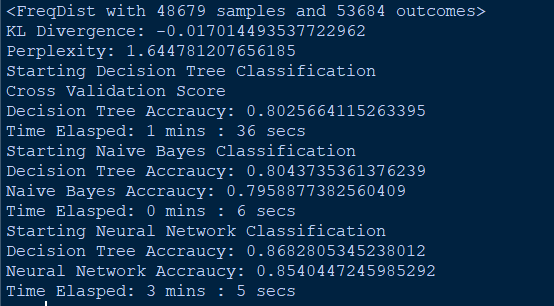 <FreqDist with 48679 samples and 53684 outcomes>
KL Divergence: -0.017014493537722962
Perplexity: 1.644781207656185
Starting Decision Tree Classification
Cross Validation Score
Decision Tree Accraucy: 0.8025664115263395
Time Elasped: 1 mins : 36 secs
Starting Naive Bayes Classification
Decision Tree Accraucy: 0.8043735361376239
Naive Bayes Accraucy: 0.7958877382560409
Time Elasped: 0 mins : 6 secs
Starting Neural Network Classification
Decision Tree Accraucy: 0.8682805345238012
Neural Network Accraucy: 0.8540447245985292
Time Elasped: 3 mins : 5 secs